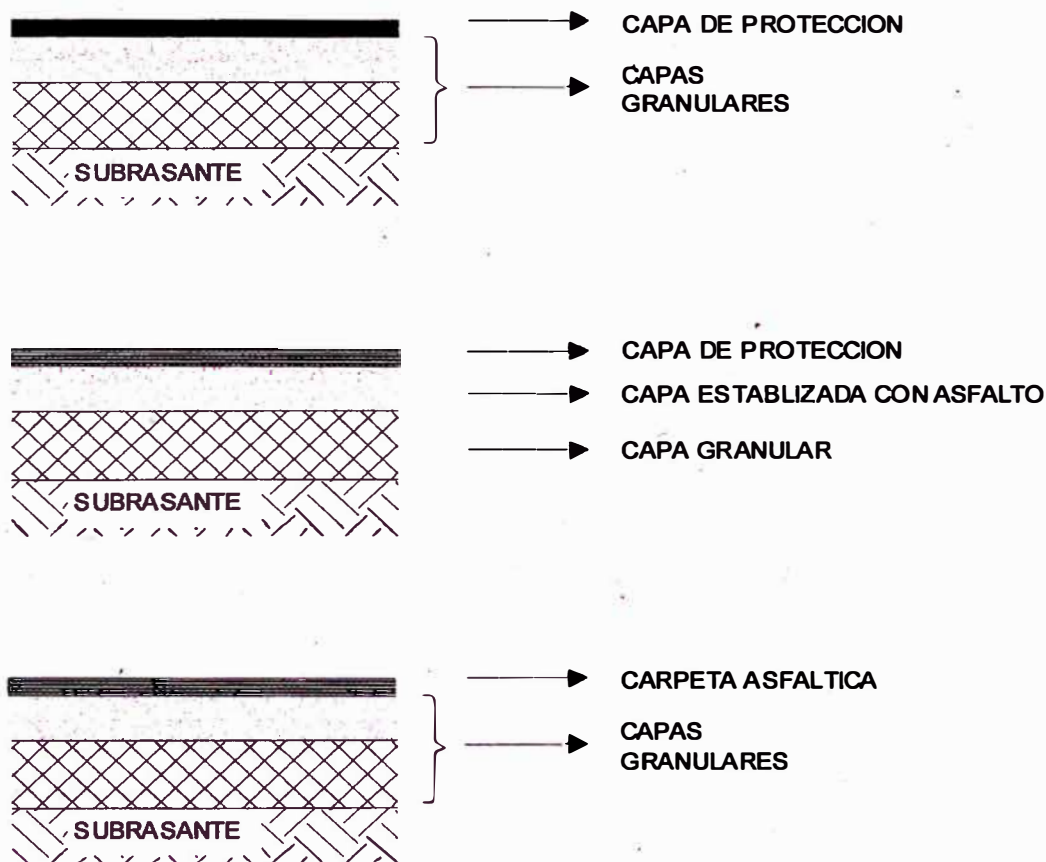 CAPA DE PROTECCION
CAPAS
GRANULARES
SUBRASANTE
CAPA DE PROTECCION
CAPA ESTABLIZADA CON ASFALTO
CAPA GRANULAR
SUBRASANTE
CARPETA ASFALTICA
CAPAS
GRANULARES
SUBRASANTE